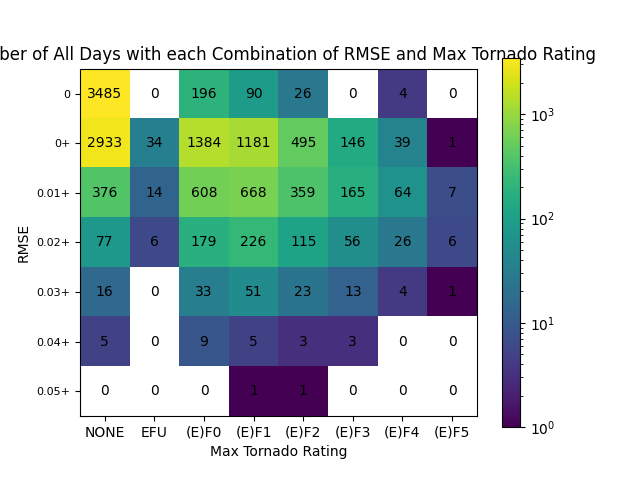 ber of All Days with each Combination of RMSE and Max Tornado Rating
0 3485 0 196 90 26 0 4 0
0+ 2933 34 1384 1181 495 146 39 1
0.01+ 376 14 608 668 359 165 64 7
0.02+ 77 6 179 226 115 56 26 6
0.03+ 16 0 33 51 23 13 4 1
0.04+ 5 0 9 5 3 3 0 0
0.05+ 0 0 0 1 1 0 0 0
NONE EFU (E)F0 (E)F1 (E)F2 (E)F3 (E)F4 (E)F5
Max Tornado Rating
RMSE
10³
10²
10¹
10⁰